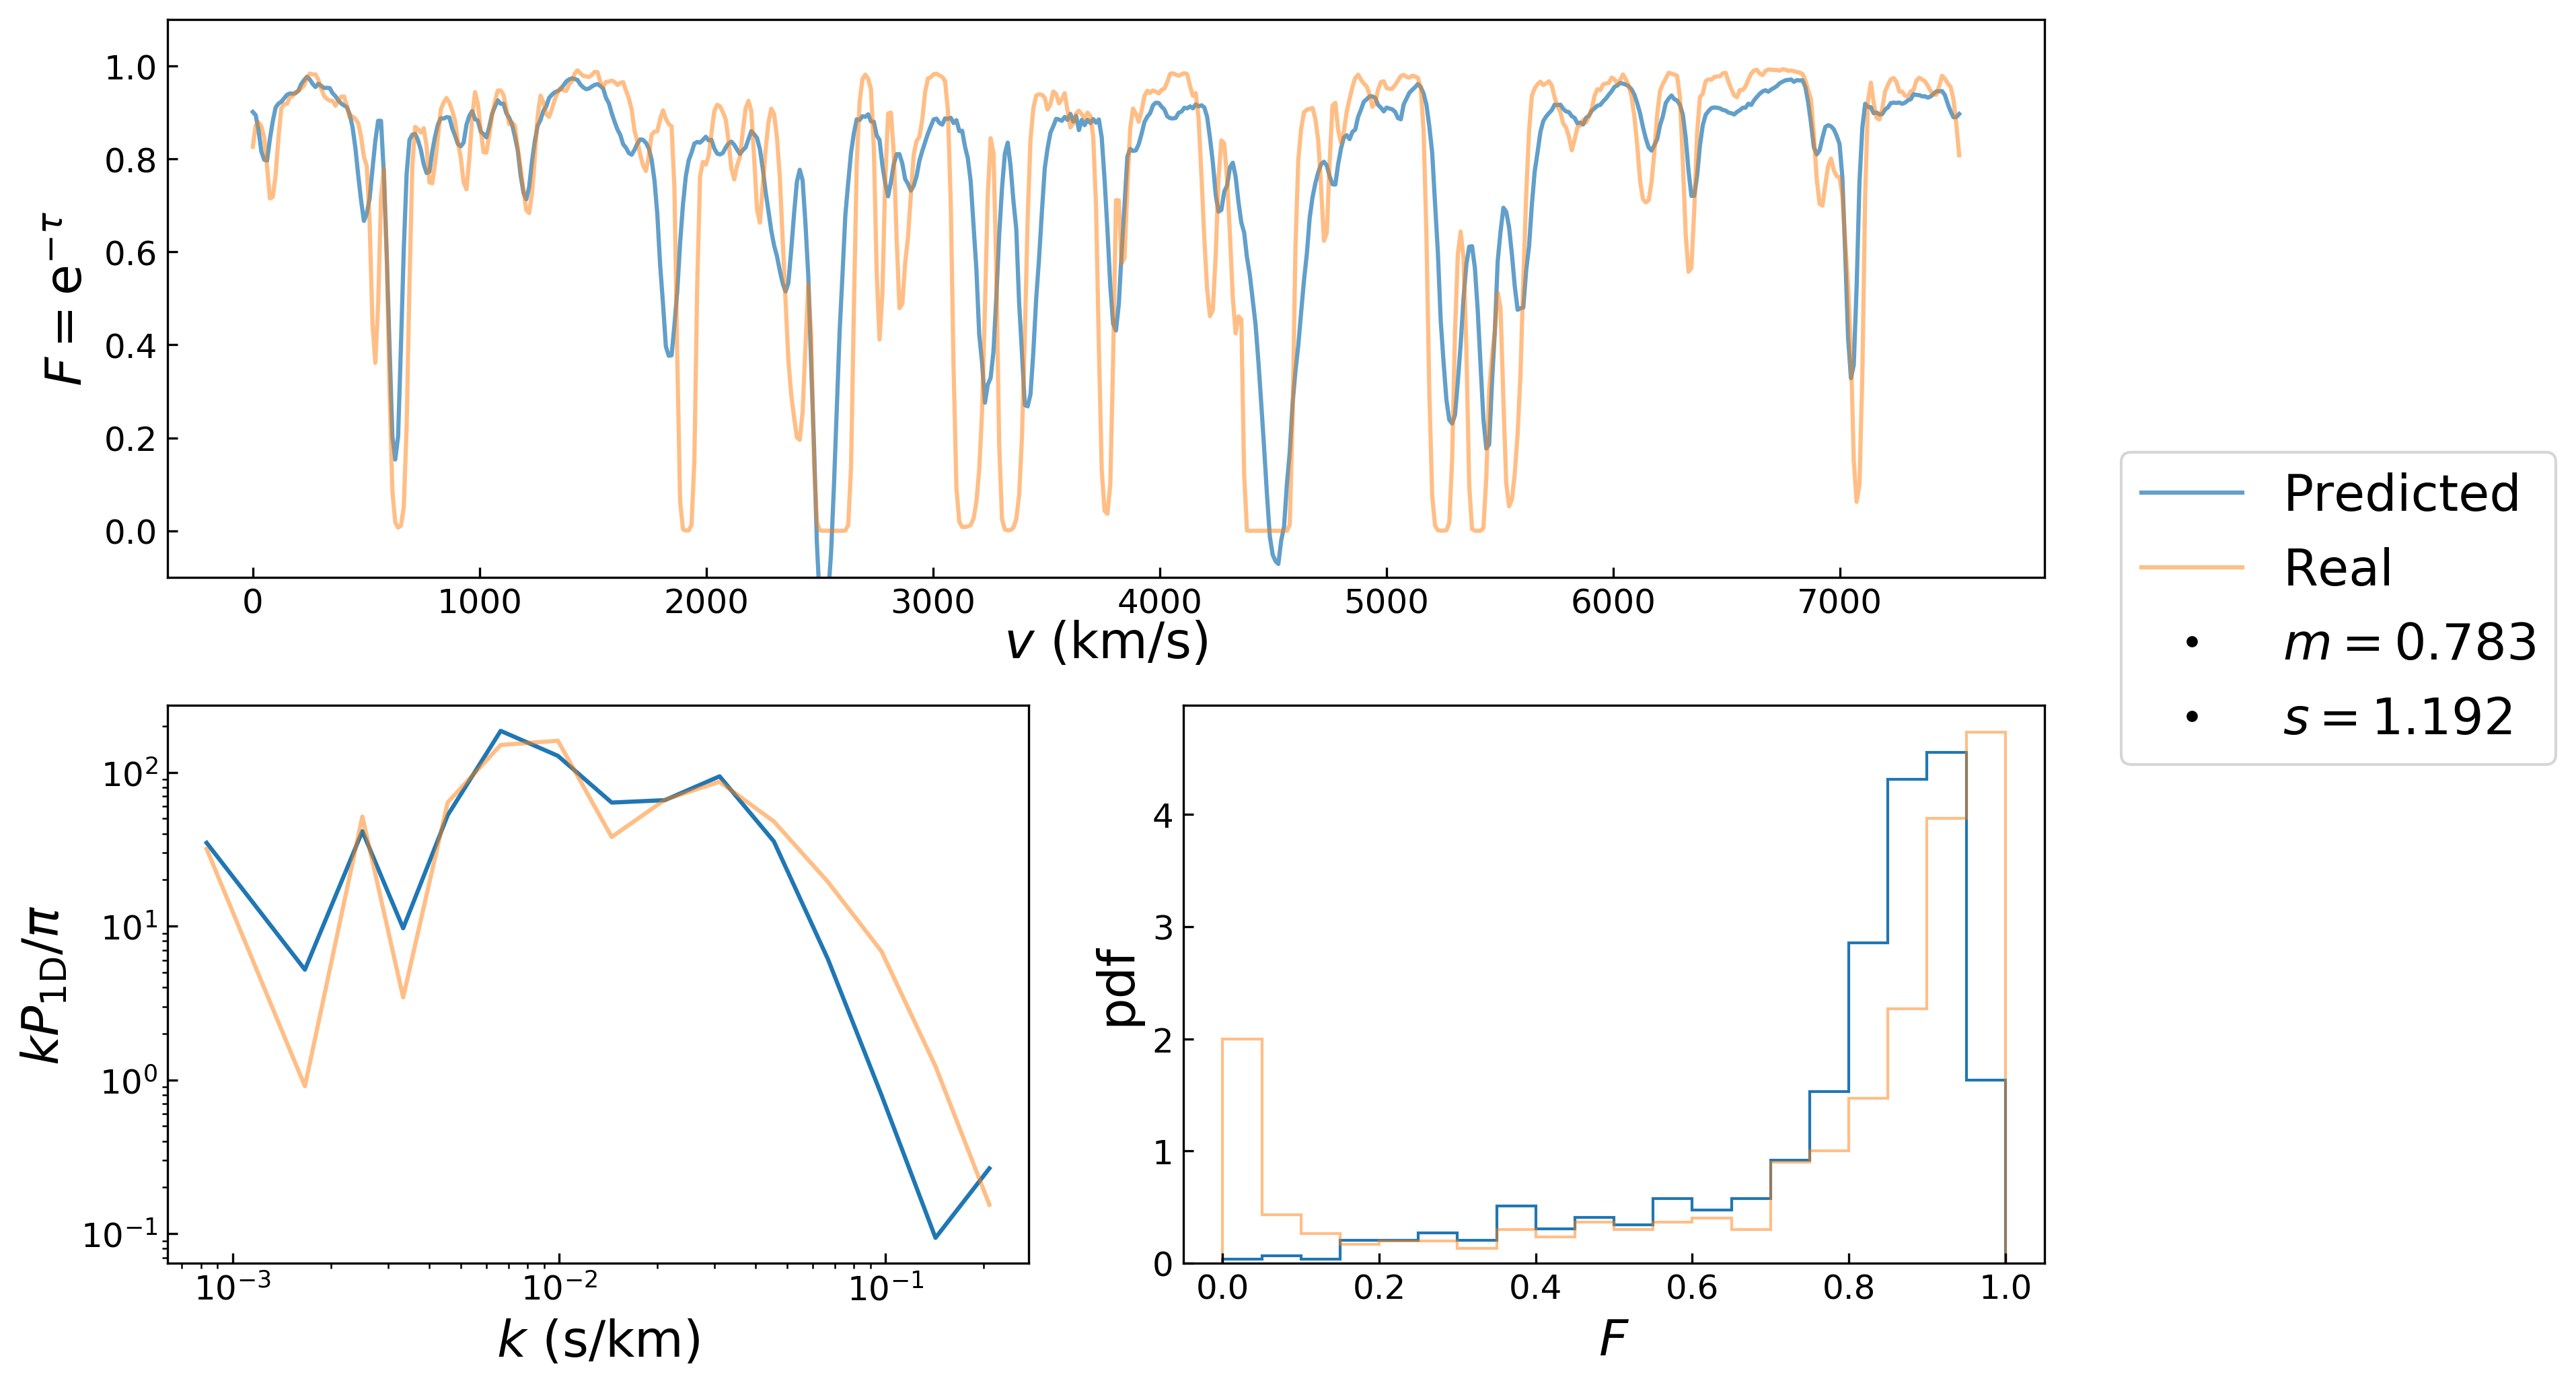 1.0
0.8
0.6
0.4
0.2
0.0
F = e^{-τ}
0 1000 2000 3000 4000 5000 6000 7000
v (km/s)
Predicted
Real
m = 0.783
s = 1.192
10^2
10^1
10^0
10^{-1}
kP_{1D}/π
10^{-3} 10^{-2} 10^{-1}
k (s/km)
4
3
2
1
0
pdf
0.0 0.2 0.4 0.6 0.8 1.0
F